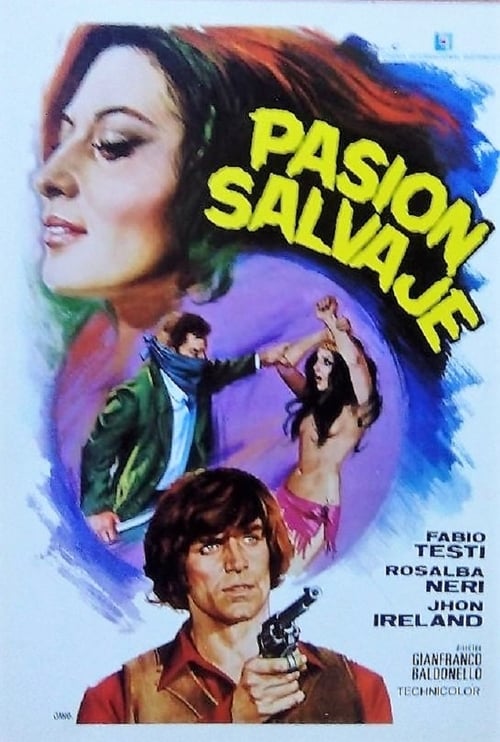 PASION
SALVAJE
FABIO
TESTI
ROSALBA
NERI
JHON
IRELAND
GIANFRANCO
BALDONELLO
TECHNICOLOR